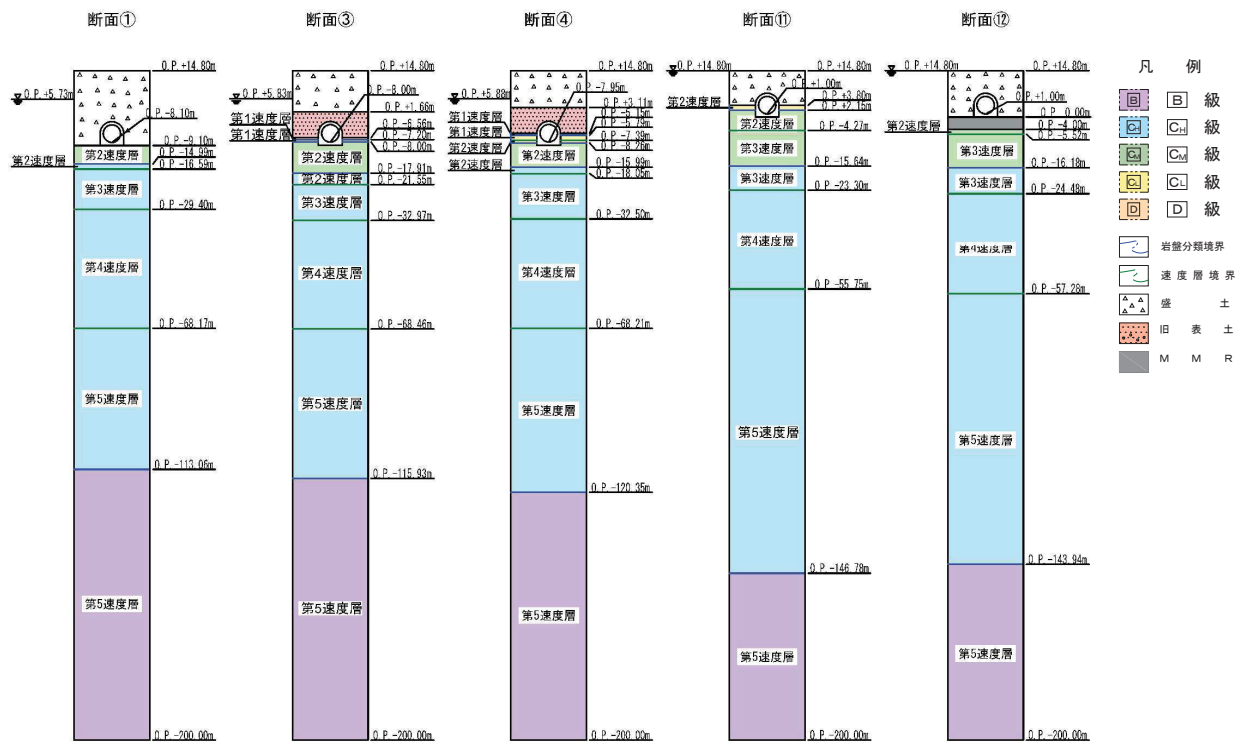 断面①
O.P.+14.80m
O.P.+5.73m
O.P.-8.10m
O.P.-9.10m
第2速度層
O.P.-14.99m
第2速度層
O.P.-16.59m
第3速度層
O.P.-29.40m
第4速度層
O.P.-68.17m
第5速度層
O.P.-113.06m
第5速度層
O.P.-200.00m
断面③
O.P.+14.80m
O.P.+5.83m
O.P.-8.00m
O.P.+1.66m
第1速度層
O.P.-6.56m
第1速度層
O.P.-7.20m
O.P.-8.00m
第2速度層
O.P.-17.91m
第2速度層
O.P.-21.55m
第3速度層
O.P.-32.97m
第4速度層
O.P.-68.46m
第5速度層
O.P.-115.93m
第5速度層
O.P.-200.00m
断面④
O.P.+14.80m
O.P.+5.88m
O.P.-7.95m
O.P.+3.11m
第1速度層
O.P.-5.15m
第1速度層
O.P.-5.79m
O.P.-7.39m
第2速度層
O.P.-8.26m
第2速度層
O.P.-15.99m
第2速度層
O.P.-18.05m
第3速度層
O.P.-32.50m
第4速度層
O.P.-68.21m
第5速度層
O.P.-120.35m
第5速度層
O.P.-200.00m
断面⑪
O.P.+14.80m
O.P.+14.80m
O.P.+1.00m
O.P.+3.80m
第2速度層
O.P.+2.15m
第2速度層
O.P.-4.27m
第3速度層
O.P.-15.64m
第3速度層
O.P.-23.30m
第4速度層
O.P.-55.75m
第5速度層
O.P.-146.78m
第5速度層
O.P.-200.00m
断面⑫
O.P.+14.80m
O.P.+14.80m
O.P.+1.00m
O.P. 0.00m
O.P.-4.00m
第2速度層
O.P.-5.52m
第3速度層
O.P.-16.18m
第3速度層
O.P.-24.48m
第4速度層
O.P.-57.28m
第5速度層
O.P.-143.94m
第5速度層
O.P.-200.00m
凡 例
B B 級
CH CH 級
CM CM 級
CL CL 級
D D 級
岩盤分類境界
速度層境界
盛 土
旧 表 土
M M R